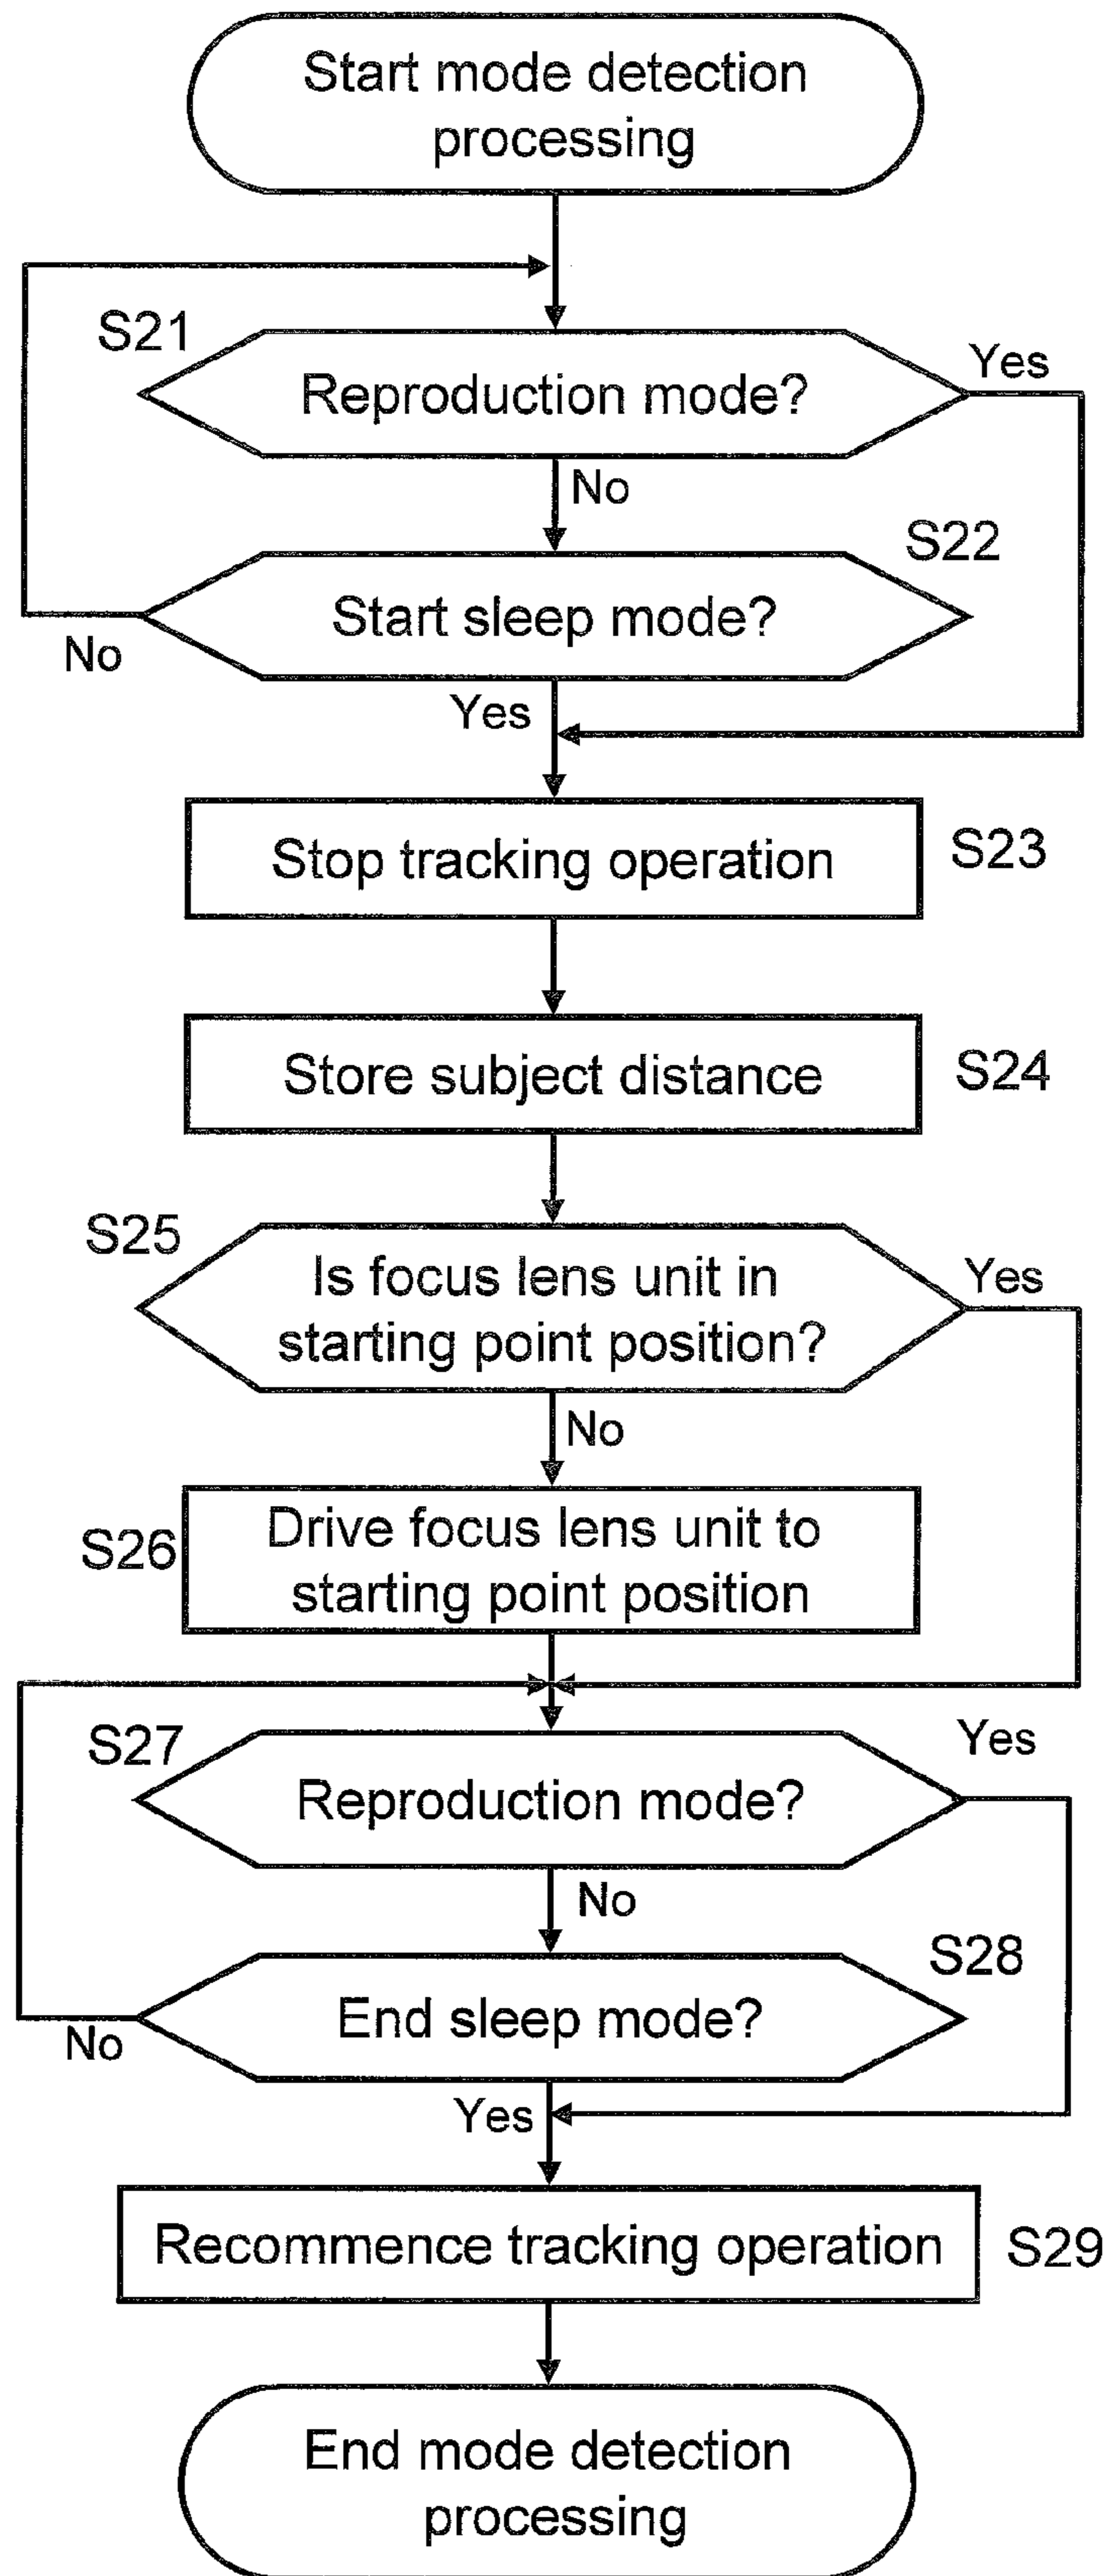 Start mode detection
processing
S21
Reproduction mode?
Yes
No
S22
Start sleep mode?
No
Yes
Stop tracking operation
S23
Store subject distance
S24
S25
Is focus lens unit in
starting point position?
Yes
No
S26
Drive focus lens unit to
starting point position
S27
Reproduction mode?
Yes
No
S28
End sleep mode?
No
Yes
Recommence tracking operation
S29
End mode detection
processing